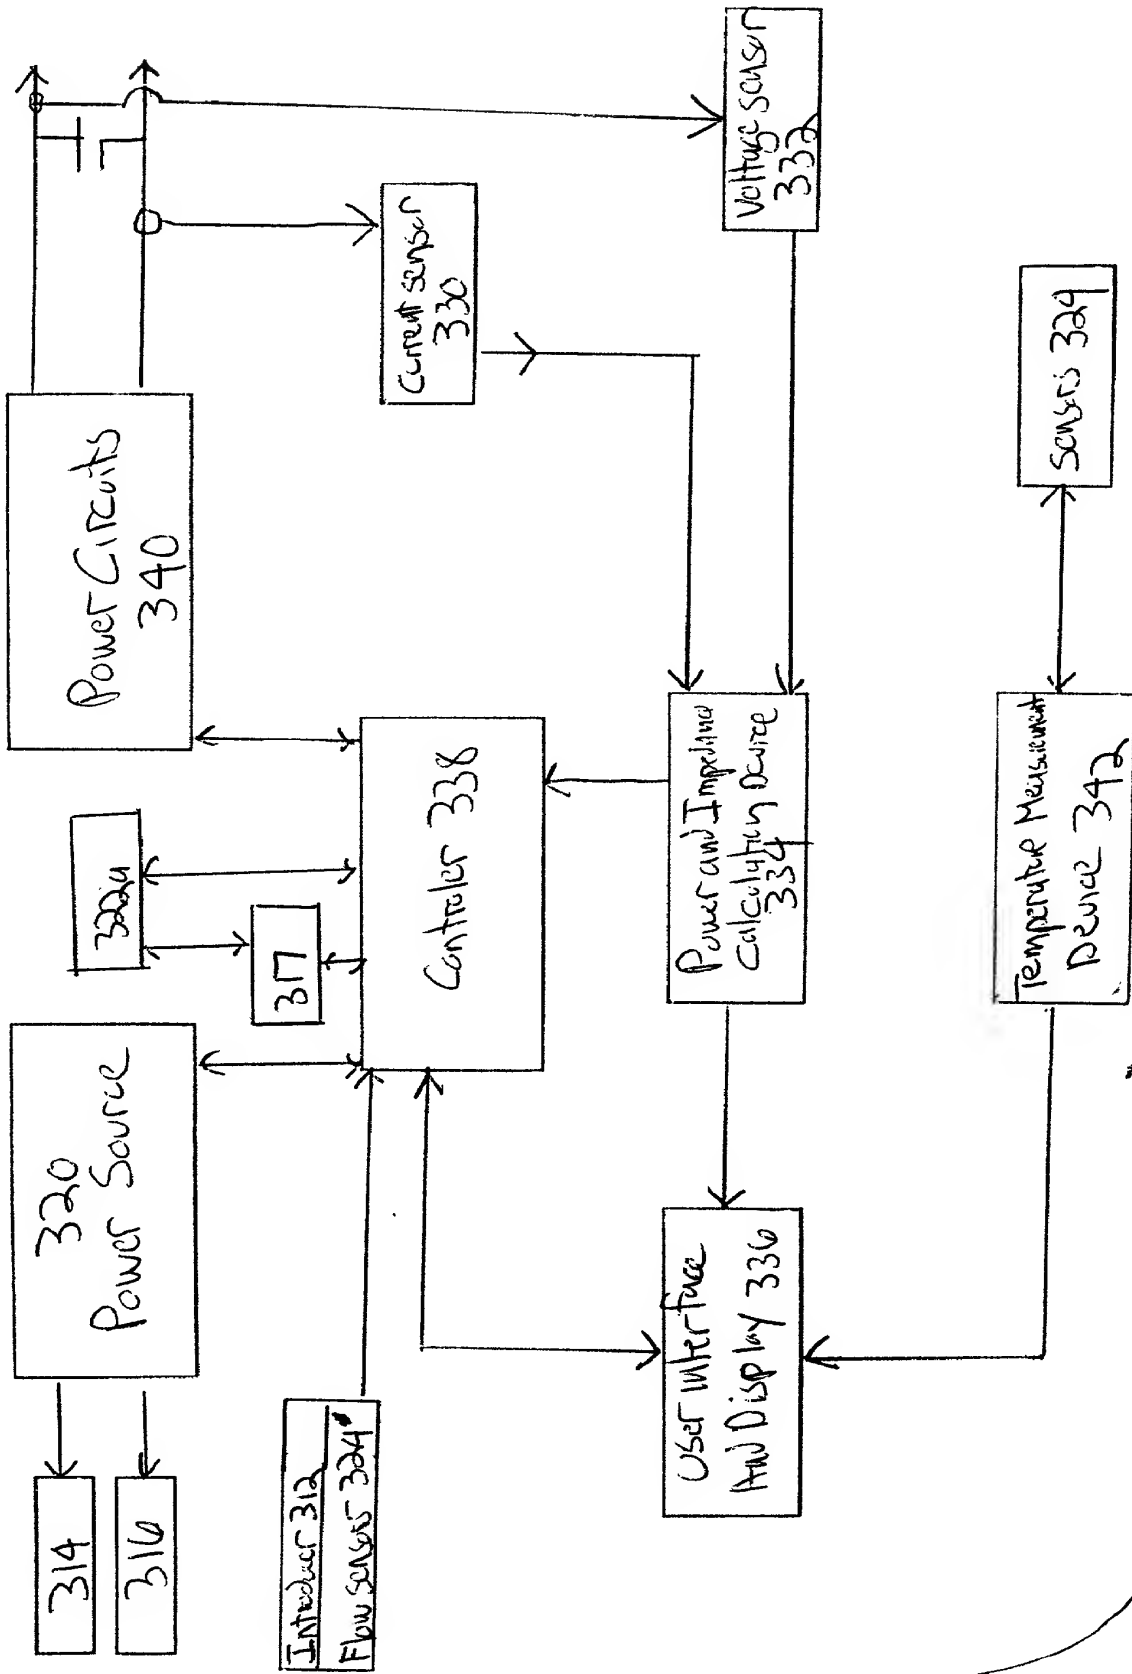 314
316
320
Power Source
322a
317
Power Circuits
340
Introducer 312
Flow sensors 324'
Controler 338
Current sensor
330
Voltage sensor
332
User Interface
And Display 336
Power and Impedance
Calculation Device
334
Temperature Measurement
Device 342
Sensors 324